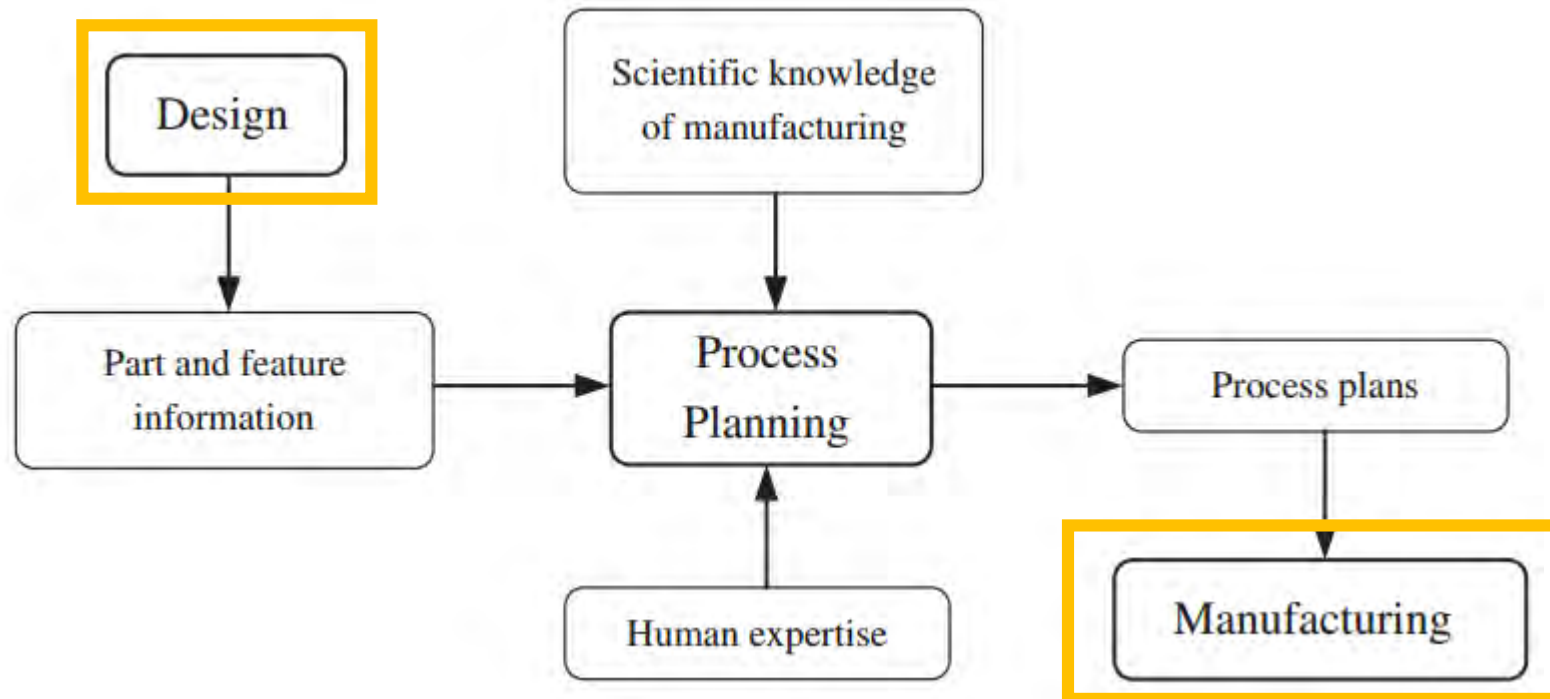 Design
Scientific knowledge
of manufacturing
Part and feature
information
Process
Planning
Process plans
Human expertise
Manufacturing